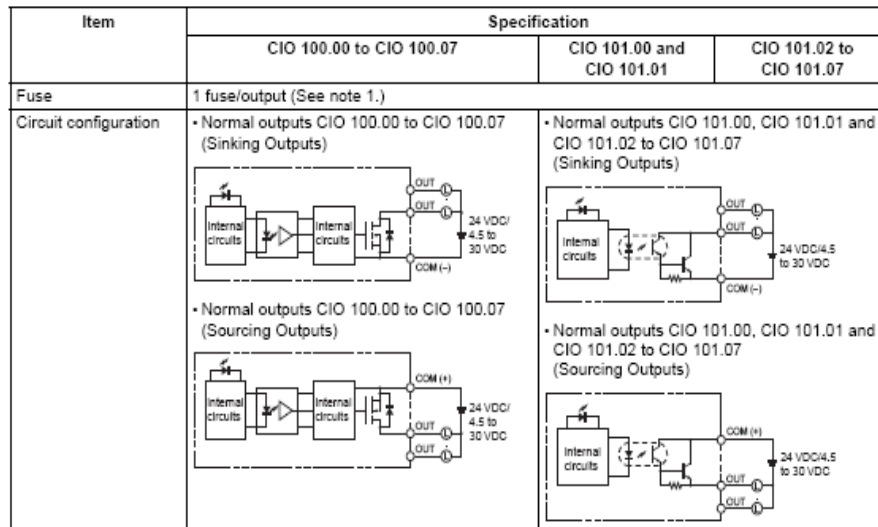 Item
Specification
CIO 100.00 to CIO 100.07
CIO 101.00 and
CIO 101.01
CIO 101.02 to
CIO 101.07
Fuse
1 fuse/output (See note 1.)
Circuit configuration
• Normal outputs CIO 100.00 to CIO 100.07
(Sinking Outputs)
Internal
circuits
Internal
circuits
OUT
L
OUT
L
24 VDC/
4.5 to
30 VDC
COM (–)
• Normal outputs CIO 100.00 to CIO 100.07
(Sourcing Outputs)
Internal
circuits
Internal
circuits
COM (+)
24 VDC/
4.5 to
30 VDC
OUT
L
OUT
L
• Normal outputs CIO 101.00, CIO 101.01 and
CIO 101.02 to CIO 101.07
(Sinking Outputs)
Internal
circuits
OUT
L
OUT
L
24 VDC/4.5
to 30 VDC
COM (–)
• Normal outputs CIO 101.00, CIO 101.01 and
CIO 101.02 to CIO 101.07
(Sourcing Outputs)
Internal
circuits
COM (+)
24 VDC/4.5
to 30 VDC
OUT
L
OUT
L